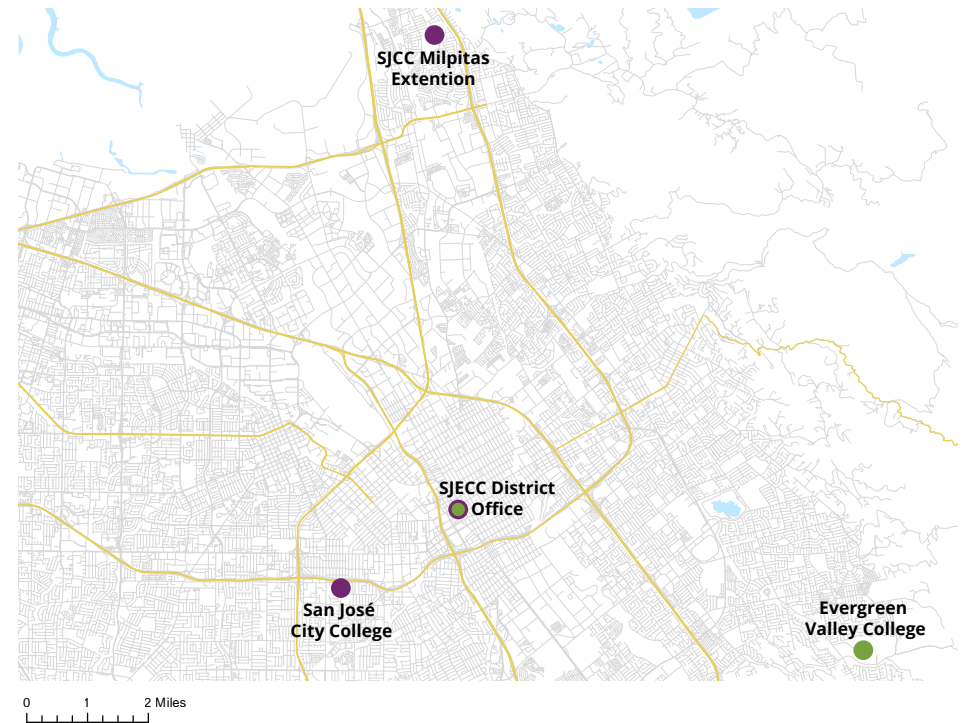 SJCC Milpitas
Extention
SJECC District
Office
San José
City College
Evergreen
Valley College
0 1 2 Miles